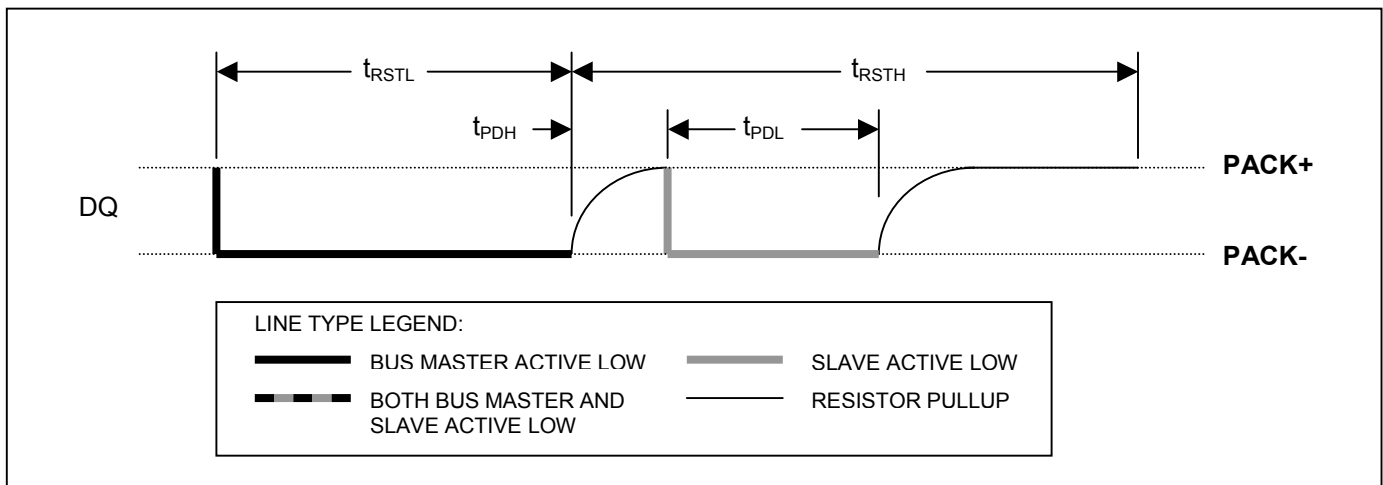 tRSTL
tRSTH
tPDH
tPDL
PACK+
DQ
PACK-
LINE TYPE LEGEND:
BUS MASTER ACTIVE LOW
SLAVE ACTIVE LOW
BOTH BUS MASTER AND
SLAVE ACTIVE LOW
RESISTOR PULLUP